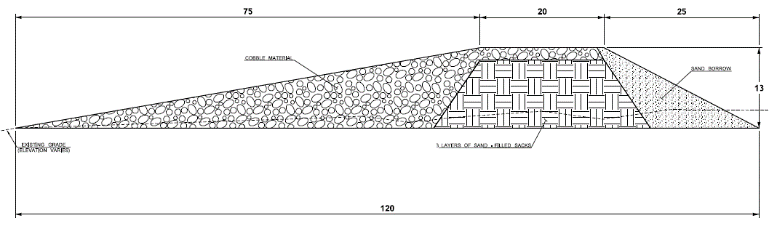 75
20
25
COBBLE MATERIAL
SAND BORROW
13
EXISTING GRADE
(ELEVATION VARIES)
LAYERS OF SAND - FILLED SACKS
120